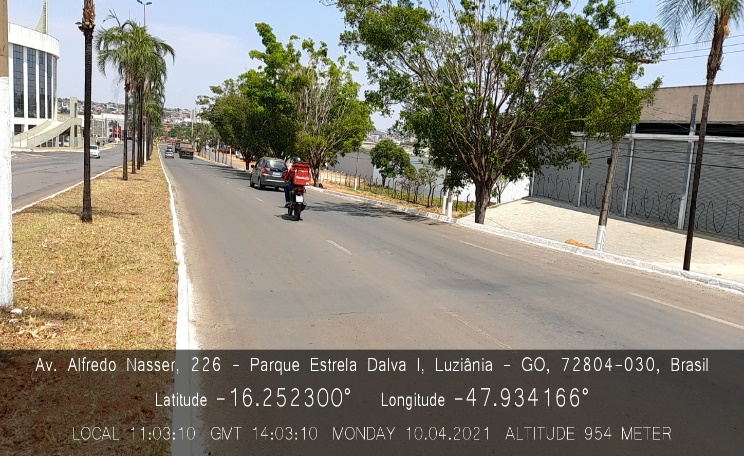 Av. Alfredo Nasser, 226 - Parque Estrela Dalva I, Luziânia - GO, 72804-030, Brasil
Latitude -16.252300° Longitude -47.934166°
LOCAL 11:03:10 GMT 14:03:10 MONDAY 10.04.2021 ALTITUDE 954 METER